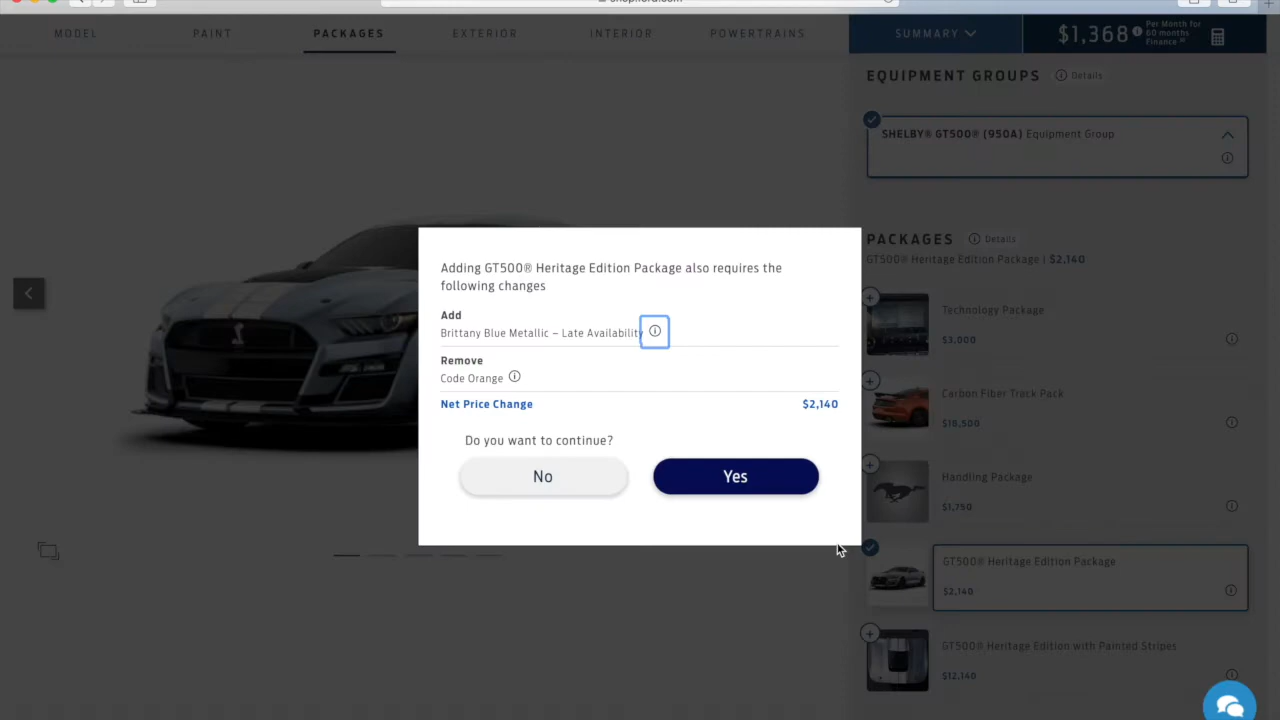 MODEL
PAINT
PACKAGES
EXTERIOR
INTERIOR
POWERTRAINS
SUMMARY
$1,368
Per Month for
60 months
Finance
EQUIPMENT GROUPS
Details
SHELBY® GT500® (950A) Equipment Group
PACKAGES
Details
GT500® Heritage Edition Package | $2,140
Technology Package
$3,000
Carbon Fiber Track Pack
$18,500
Handling Package
$1,750
GT500® Heritage Edition Package
$2,140
GT500® Heritage Edition with Painted Stripes
$12,140
Adding GT500® Heritage Edition Package also requires the
following changes
Add
Brittany Blue Metallic – Late Availability
Remove
Code Orange
Net Price Change
$2,140
Do you want to continue?
No
Yes